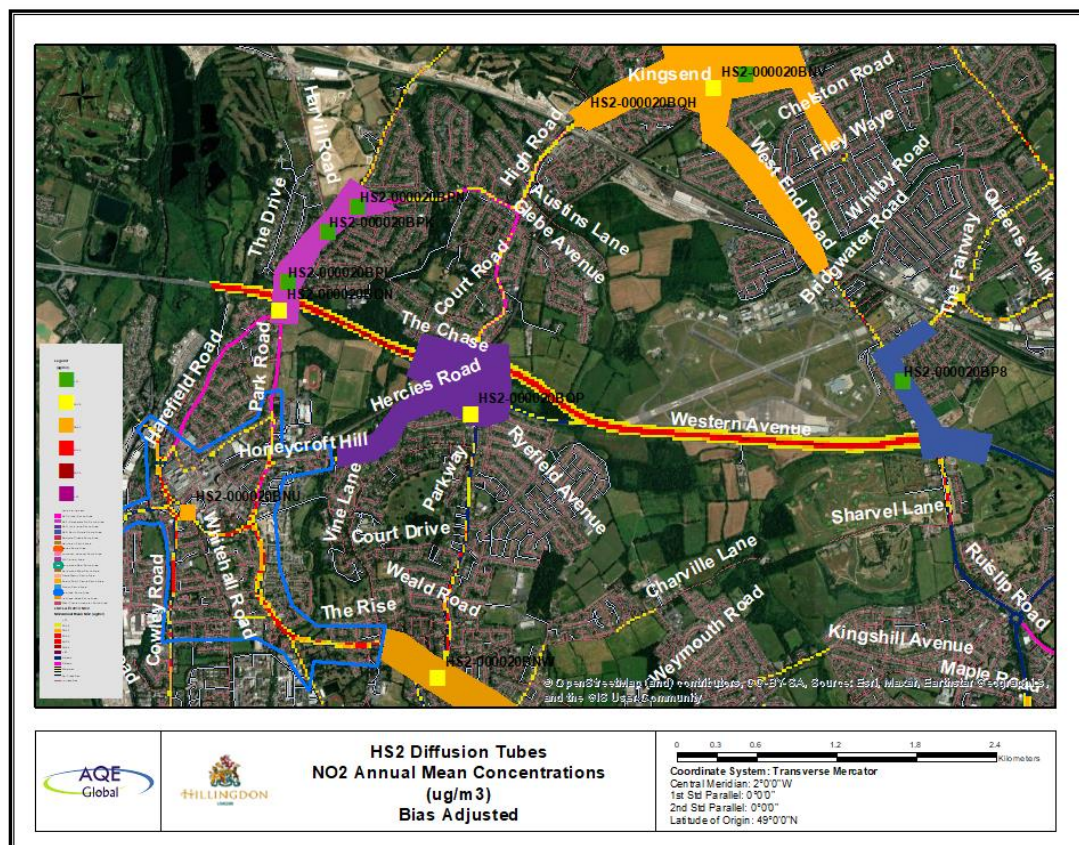 Kingsend
HS2-000020BNV
HS2-000020BQH
Chelston Road
Filey Waye
Harvil Road
High Road
West End Road
Whitby Road
Austins Lane
Glebe Avenue
Queens Walk
The Drive
HS2-000020BPK
Bridgwater Road
The Fairway
Court Road
The Chase
Harefield Road
Park Road
Hercies Road
HS2-000020BP8
HS2-000020BQP
Western Avenue
Honeycroft Hill
Parkway
Ryefield Avenue
HS2-000020BNU
Vine Lane
Court Drive
Sharvel Lane
Whitehall Road
Cowley Road
Weald Road
Charville Lane
Ruislip Road
The Rise
Weymouth Road
Kingshill Avenue
HS2-000020BNW
Maple
© OpenStreetMap (and) contributors, CC-BY-SA, Source: Esri, Maxar, Earthstar Geographics,
and the GIS User Community
AQE
Global
HILLINGDON
LONDON
HS2 Diffusion Tubes
NO2 Annual Mean Concentrations
(ug/m3)
Bias Adjusted
0 0.3 0.6 1.2 1.8 2.4
Kilometers
Coordinate System: Transverse Mercator
Central Meridian: 2°0'0"W
1st Std Parallel: 0°0'0"
2nd Std Parallel: 0°0'0"
Latitude of Origin: 49°0'0"N